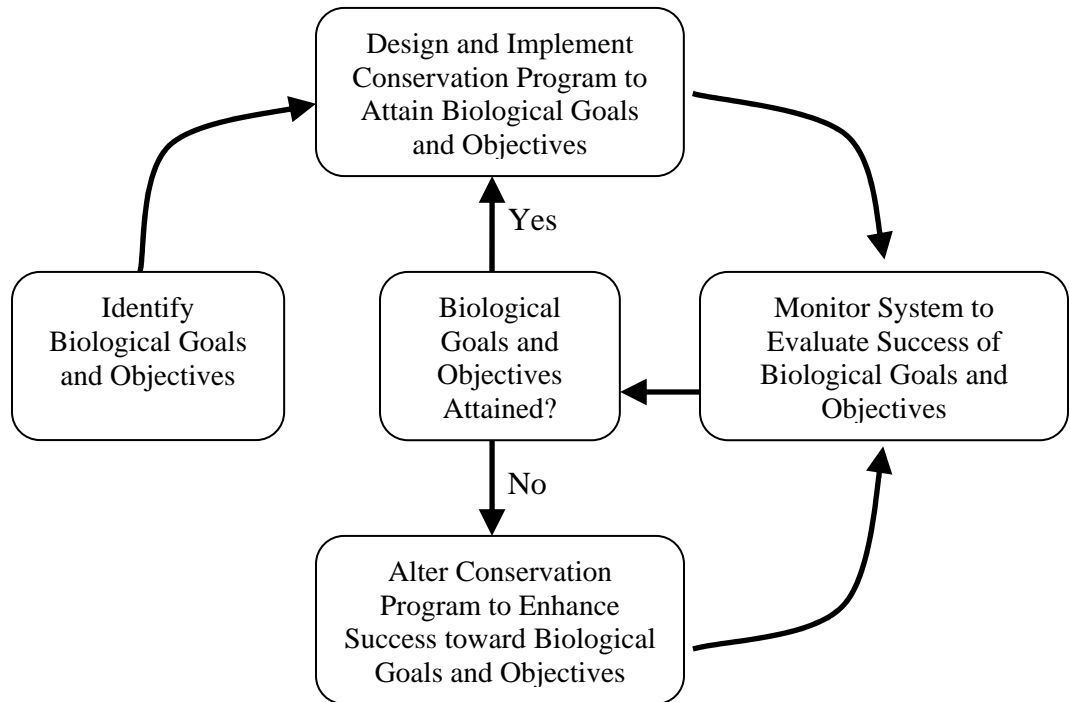 Design and Implement
Conservation Program to
Attain Biological Goals
and Objectives
Yes
Identify
Biological Goals
and Objectives
Biological
Goals and
Objectives
Attained?
Monitor System to
Evaluate Success of
Biological Goals and
Objectives
No
Alter Conservation
Program to Enhance
Success toward Biological
Goals and Objectives